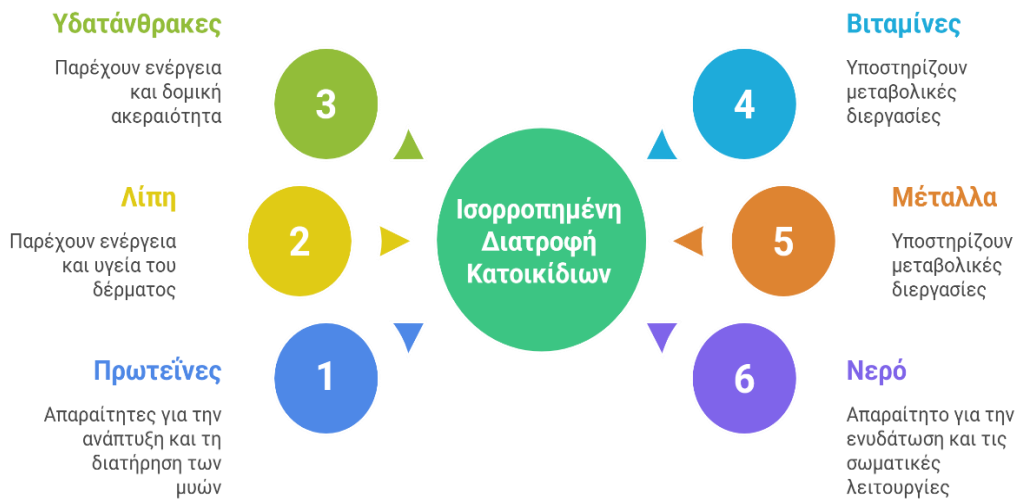 Υδατάνθρακες
Παρέχουν ενέργεια
και δομική
ακεραιότητα
3
Λίπη
Παρέχουν ενέργεια
και υγεία του
δέρματος
2
Πρωτεΐνες
Απαραίτητες για την
ανάπτυξη και τη
διατήρηση των
μυών
1
Ισορροπημένη
Διατροφή
Κατοικίδιων
4
Βιταμίνες
Υποστηρίζουν
μεταβολικές
διεργασίες
5
Μέταλλα
Υποστηρίζουν
μεταβολικές
διεργασίες
6
Νερό
Απαραίτητο για την
ενυδάτωση και τις
σωματικές
λειτουργίες